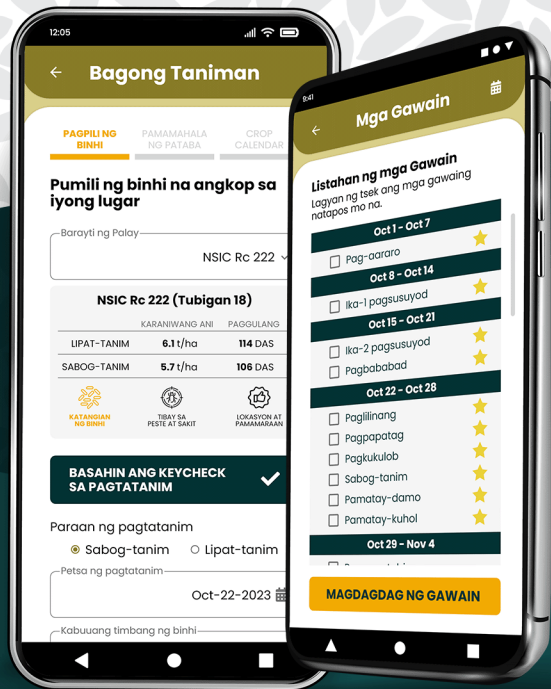 12:05
Bagong Taniman
PAGPILI NG
BINHI
PAMAMAHALA
NG PATABA
CROP
CALENDAR
Pumili ng binhi na angkop sa
iyong lugar
Barayti ng Palay
NSIC Rc 222
NSIC Rc 222 (Tubigan 18)
KARANIWANG ANI PAGGULANG
LIPAT-TANIM 6.1 t/ha 114 DAS
SABOG-TANIM 5.7 t/ha 106 DAS
KATANGIAN
NG BINHI
TIBAY SA
PESTE AT SAKIT
LOKASYON AT
PAMAMARAAN
BASAHIN ANG KEYCHECK
SA PAGTATANIM
Paraan ng pagtatanim
Sabog-tanim Lipat-tanim
Petsa ng pagtatanim
Oct-22-2023
Kabuuang timbang ng binhi
9:41
Mga Gawain
Listahan ng mga Gawain
Lagyan ng tsek ang mga gawaing
natapos mo na.
Oct 1 - Oct 7
Pag-aararo
Oct 8 - Oct 14
Ika-1 pagsusuyod
Oct 15 - Oct 21
Ika-2 pagsusuyod
Pagbababad
Oct 22 - Oct 28
Paglilinang
Pagpapatag
Pagkukulob
Sabog-tanim
Pamatay-damo
Pamatay-kuhol
Oct 29 - Nov 4
MAGDAGDAG NG GAWAIN